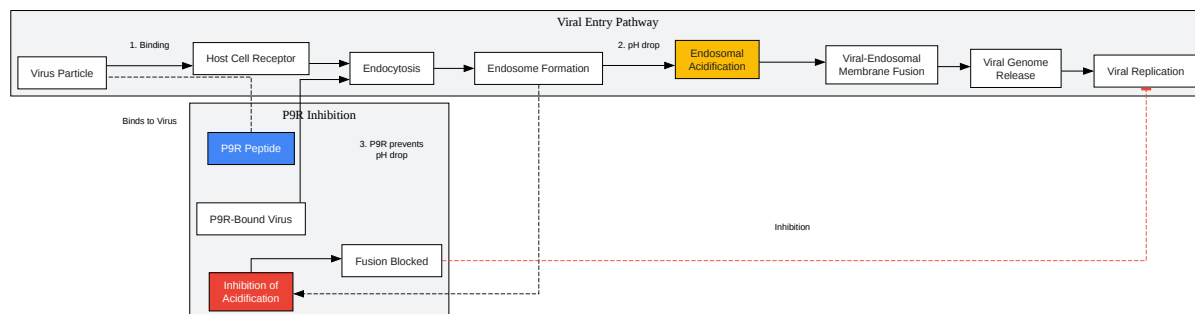 Viral Entry Pathway
1. Binding
2. pH drop
Virus Particle
Host Cell Receptor
Endocytosis
Endosome Formation
Endosomal
Acidification
Viral-Endosomal
Membrane Fusion
Viral Genome
Release
Viral Replication
P9R Inhibition
Binds to Virus
P9R Peptide
3. P9R prevents
pH drop
P9R-Bound Virus
Inhibition
Fusion Blocked
Inhibition of
Acidification